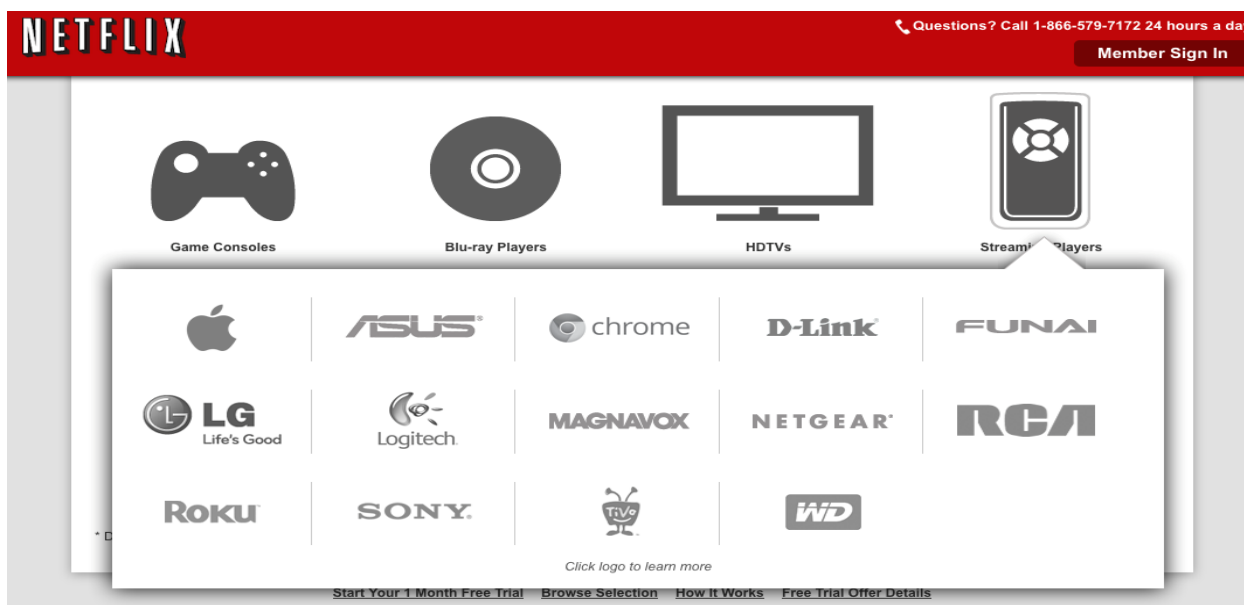 NETFLIX
Questions? Call 1-866-579-7172 24 hours a day
Member Sign In
Game Consoles
Blu-ray Players
HDTVs
Streaming Players
ASUS®
chrome
D-Link®
FUNAI
LG
Life's Good
Logitech
MAGNAVOX
NETGEAR®
RCA
ROKU
SONY.
TiVo
WD
* D
Click logo to learn more
Start Your 1 Month Free Trial Browse Selection How It Works Free Trial Offer Details